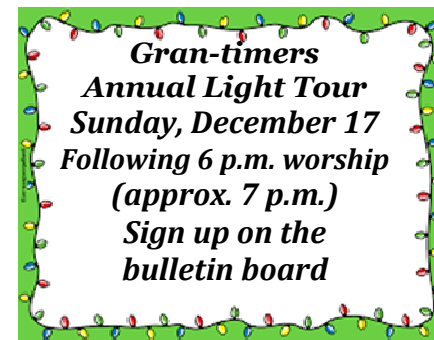 Gran-timers
Annual Light Tour
Sunday, December 17
Following 6 p.m. worship
(approx. 7 p.m.)
Sign up on the
bulletin board